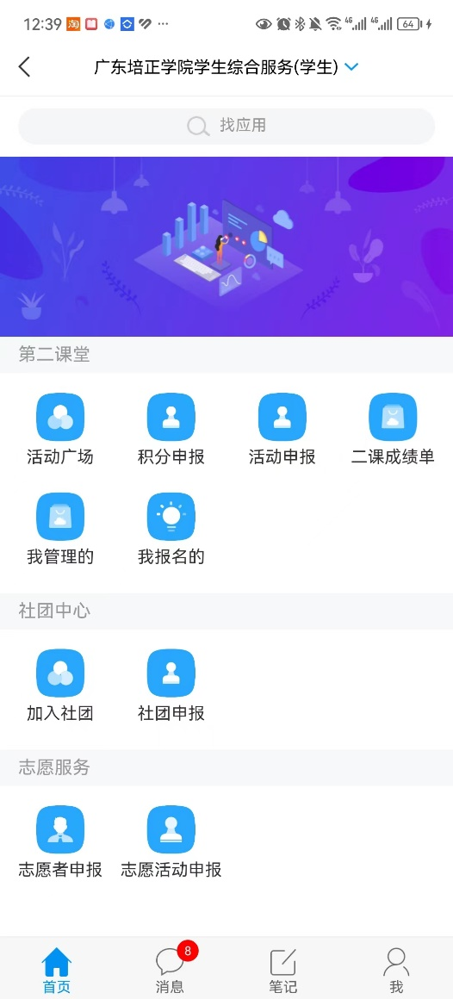 12:39 淘 4G 4G 64
广东培正学院学生综合服务(学生)
找应用
第二课堂
活动广场 积分申报 活动申报 二课成绩单
我管理的 我报名的
社团中心
加入社团 社团申报
志愿服务
志愿者申报 志愿活动申报
8
首页 消息 笔记 我